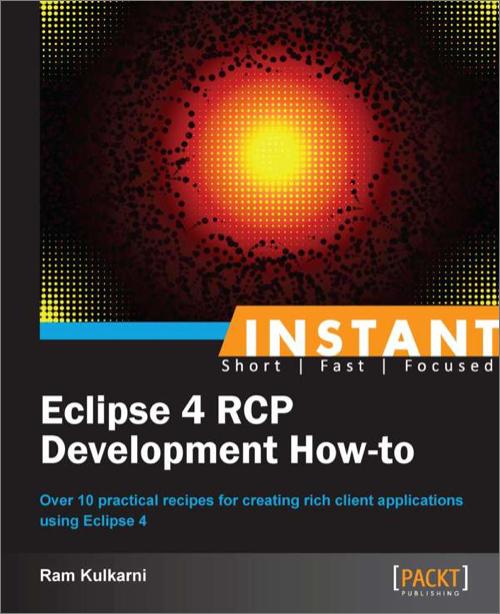 INSTANT
Short | Fast | Focused
Eclipse 4 RCP
Development How-to
Over 10 practical recipes for creating rich client applications
using Eclipse 4
Ram Kulkarni
[PACKT]
PUBLISHING